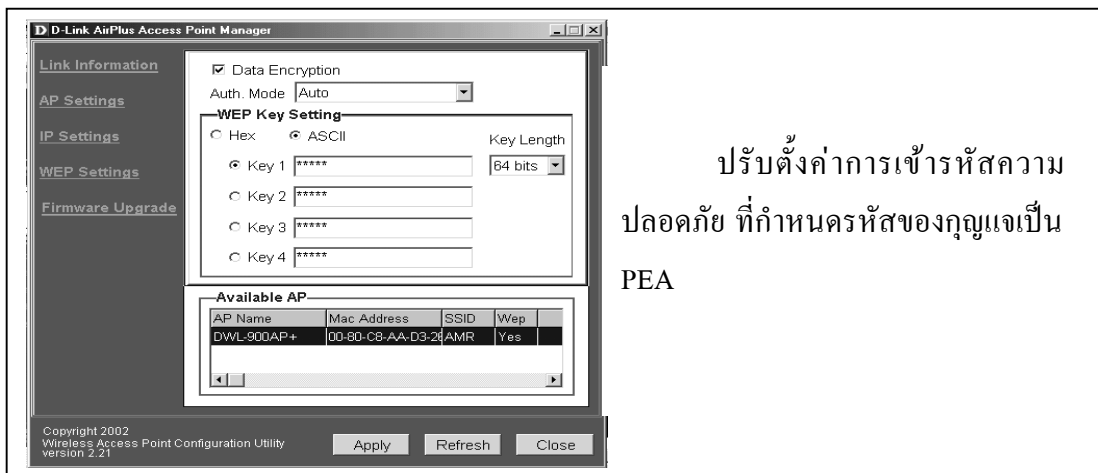 D-Link AirPlus Access Point Manager
Link Information
AP Settings
IP Settings
WEP Settings
Firmware Upgrade
Data Encryption
Auth. Mode Auto
WEP Key Setting
Hex ASCII Key Length
Key 1 ***** 64 bits
Key 2 *****
Key 3 *****
Key 4 *****
Available AP
AP Name Mac Address SSID Wep
DWL-900AP+ 00-80-C8-AA-D3-2 AMR Yes
Copyright 2002
Wireless Access Point Configuration Utility
version 2.21
Apply Refresh Close
ปรับตั้งค่าการเข้ารหัสความ
ปลอดภัย ที่กำหนดรหัสของกุญแจเป็น
PEA